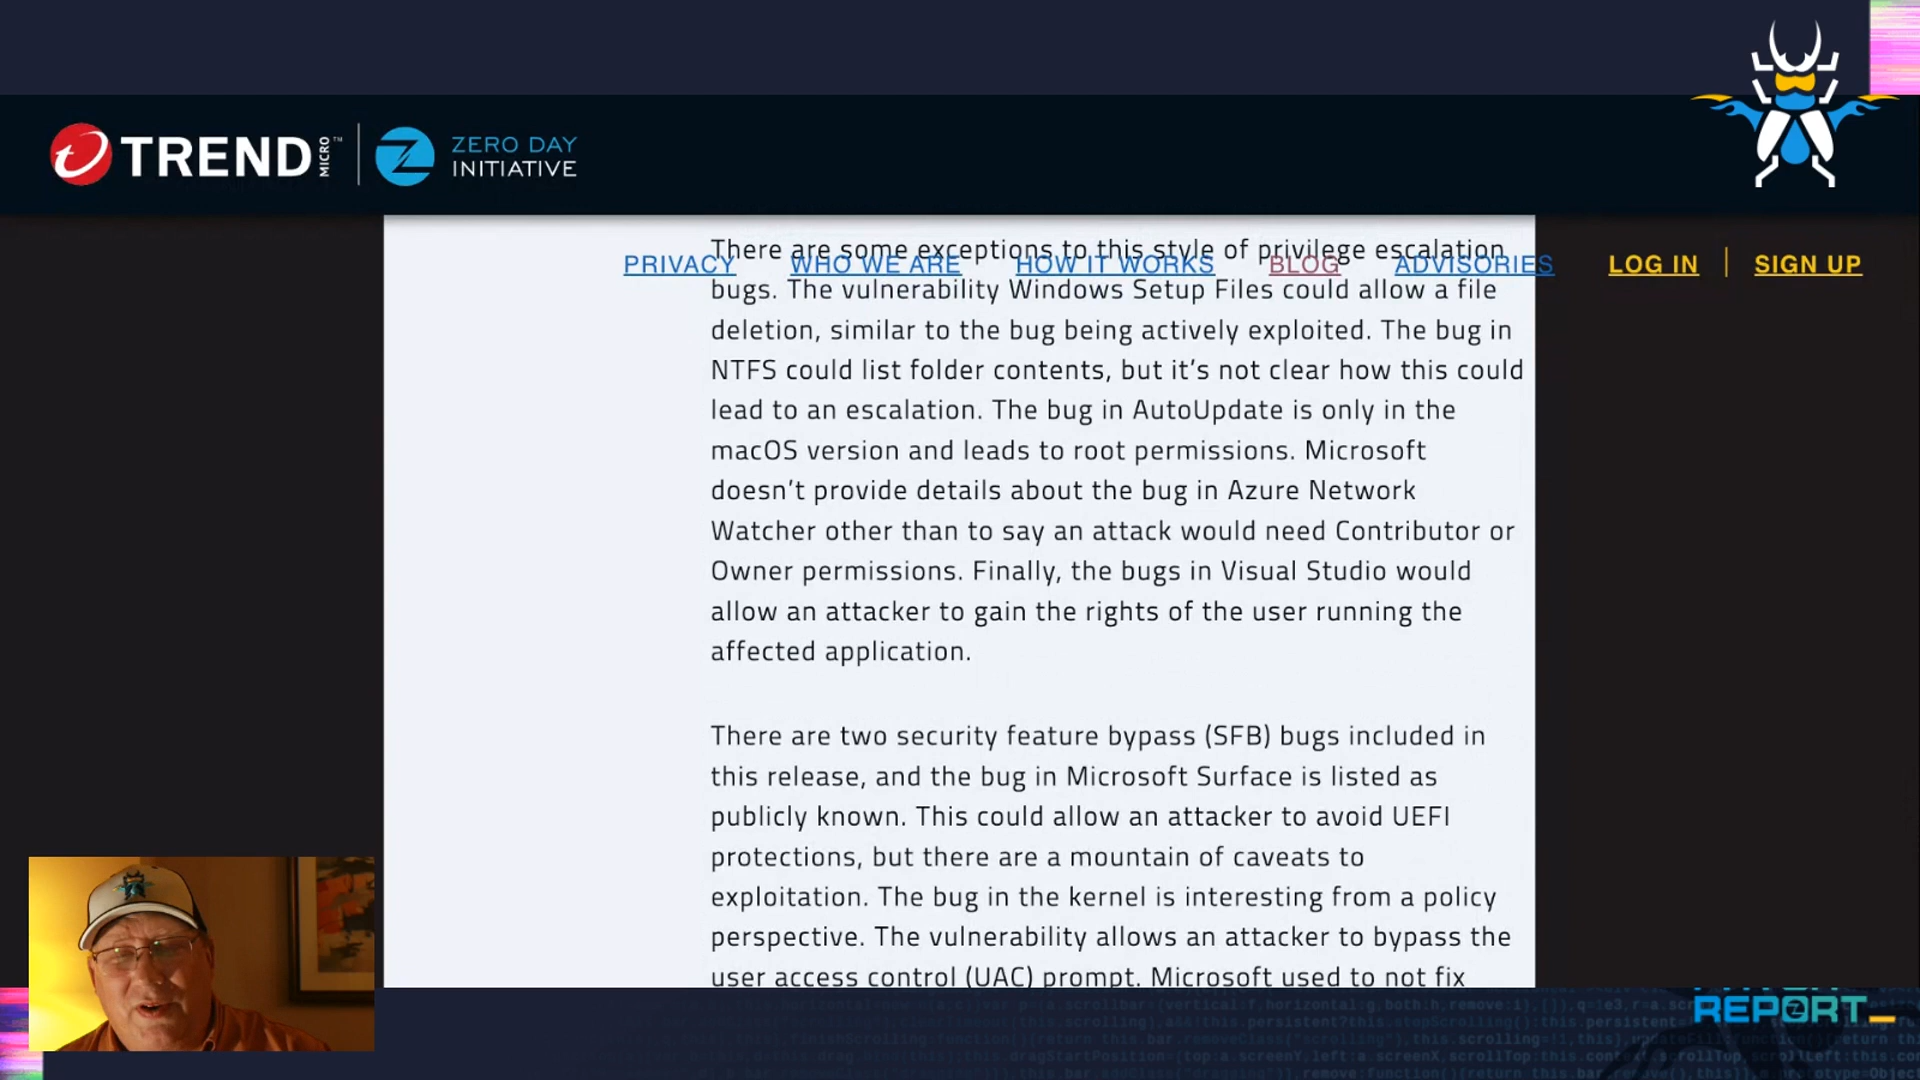 TREND MICRO™
ZERO DAY
INITIATIVE
PRIVACY WHO WE ARE HOW IT WORKS BLOG ADVISORIES LOG IN | SIGN UP
There are some exceptions to this style of privilege escalation
bugs. The vulnerability Windows Setup Files could allow a file
deletion, similar to the bug being actively exploited. The bug in
NTFS could list folder contents, but it’s not clear how this could
lead to an escalation. The bug in AutoUpdate is only in the
macOS version and leads to root permissions. Microsoft
doesn’t provide details about the bug in Azure Network
Watcher other than to say an attack would need Contributor or
Owner permissions. Finally, the bugs in Visual Studio would
allow an attacker to gain the rights of the user running the
affected application.
There are two security feature bypass (SFB) bugs included in
this release, and the bug in Microsoft Surface is listed as
publicly known. This could allow an attacker to avoid UEFI
protections, but there are a mountain of caveats to
exploitation. The bug in the kernel is interesting from a policy
perspective. The vulnerability allows an attacker to bypass the
user access control (UAC) prompt. Microsoft used to not fix
REPORT_